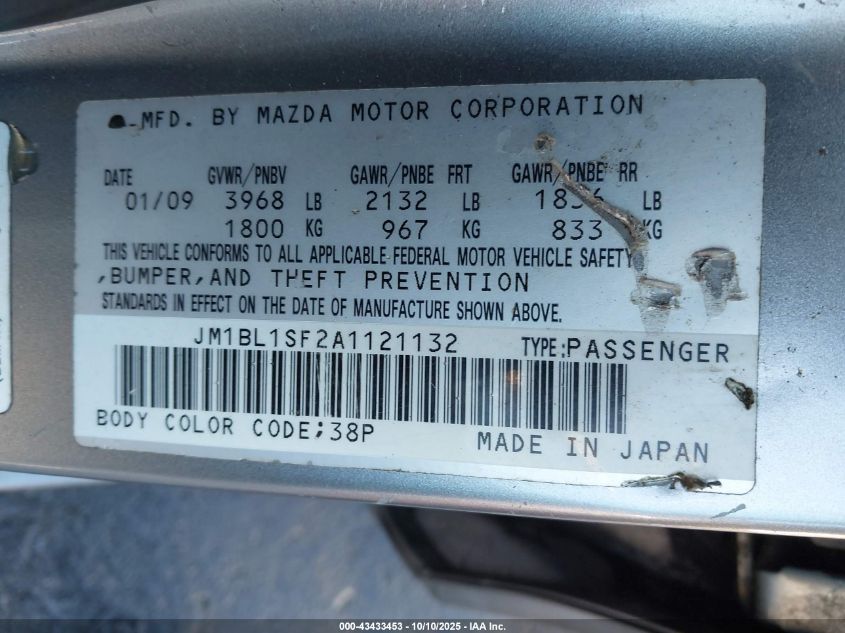 MFD. BY MAZDA MOTOR CORPORATION
DATE GVWR/PNBV GAWR/PNBE FRT GAWR/PNBE RR
01/09 3968 LB 2132 LB LB
1800 KG 967 KG 833 KG
THIS VEHICLE CONFORMS TO ALL APPLICABLE FEDERAL MOTOR VEHICLE SAFETY
,BUMPER,AND THEFT PREVENTION
STANDARDS IN EFFECT ON THE DATE OF MANUFACTURE SHOWN ABOVE.
JM1BL1SF2A1121132 TYPE:PASSENGER
BODY COLOR CODE;38P MADE IN JAPAN
000-43433453 - 10/10/2025 - IAA Inc.